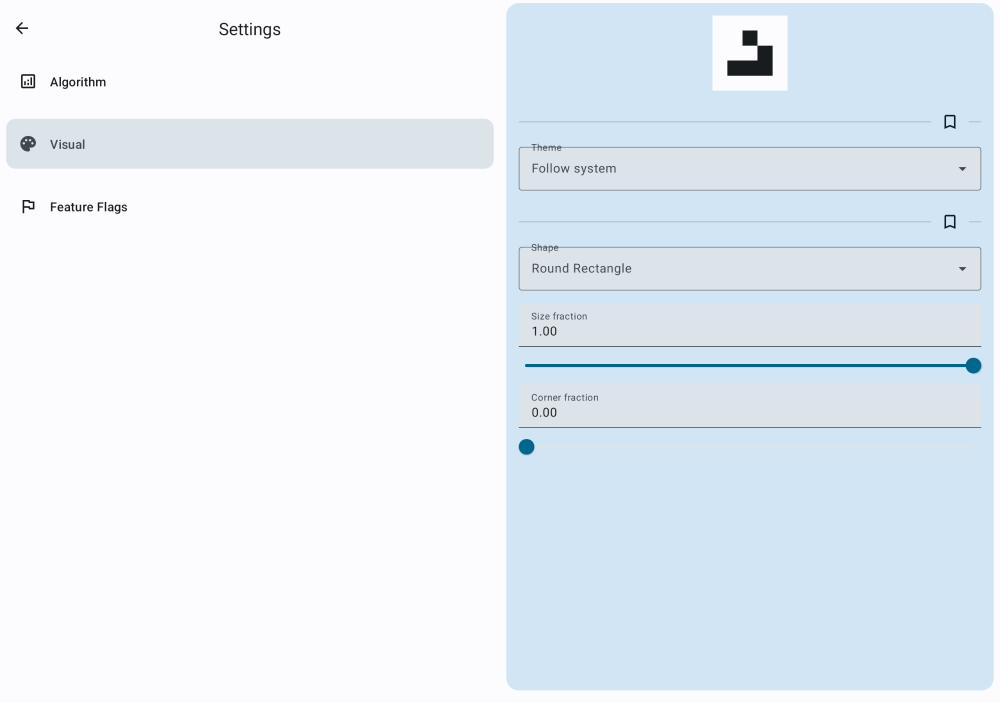 Settings
Algorithm
Visual
Feature Flags
Theme
Follow system
Shape
Round Rectangle
Size fraction
1.00
Corner fraction
0.00